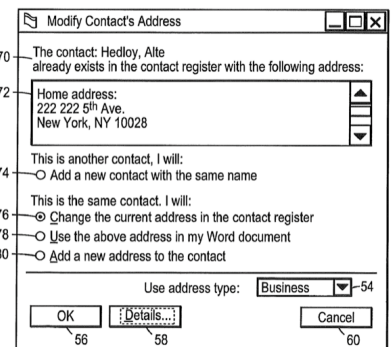 Modify Contact's Address
70
The contact: Hedloy, Alte
already exists in the contact register with the following address:
72
Home address:
222 222 5th Ave.
New York, NY 10028
This is another contact, I will:
74
Add a new contact with the same name
This is the same contact. I will:
76
Change the current address in the contact register
78
Use the above address in my Word document
80
Add a new address to the contact
Use address type: Business 54
OK Details... Cancel
56 58 60